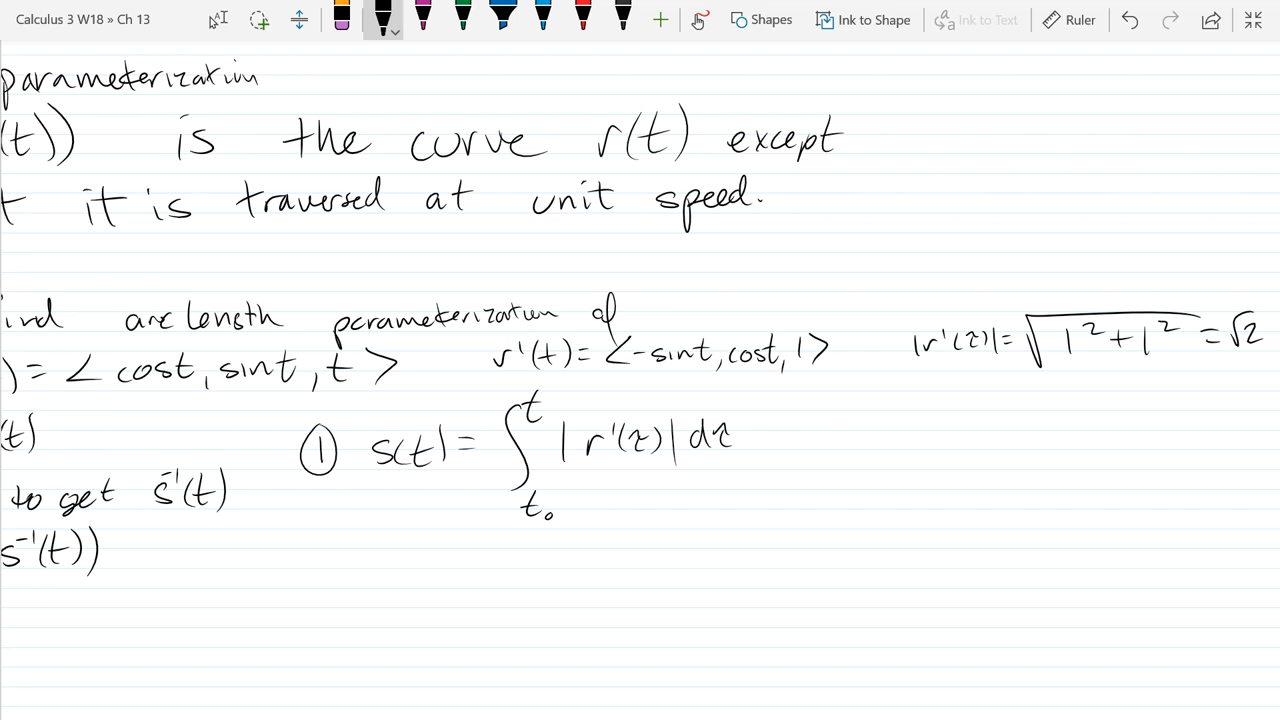 Calculus 3 W18 » Ch 13
Shapes
Ink to Shape
Ink to Text
Ruler
parameterization
(t)) is the curve r(t) except
t it is traversed at unit speed.
ind arc length parameterization of
) = < cost, sint, t > r'(t) = <-sint, cost, 1> |r'(τ)| = √(1² + 1²) = √2
(t)
① s(t) = ∫_{t₀}^{t} |r'(τ)| dτ
to get s⁻¹(t)
s⁻¹(t))